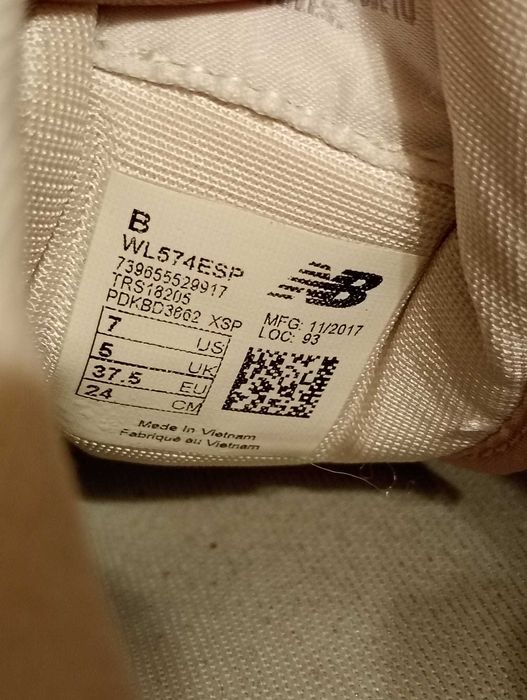 B
WL574ESP
739655529917
TRS18205
PDKBD3662 XSP
7 US
5 UK
37.5 EU
24 CM
NB
MFG: 11/2017
LOC: 93
Made in Vietnam
Fabriqué au Vietnam